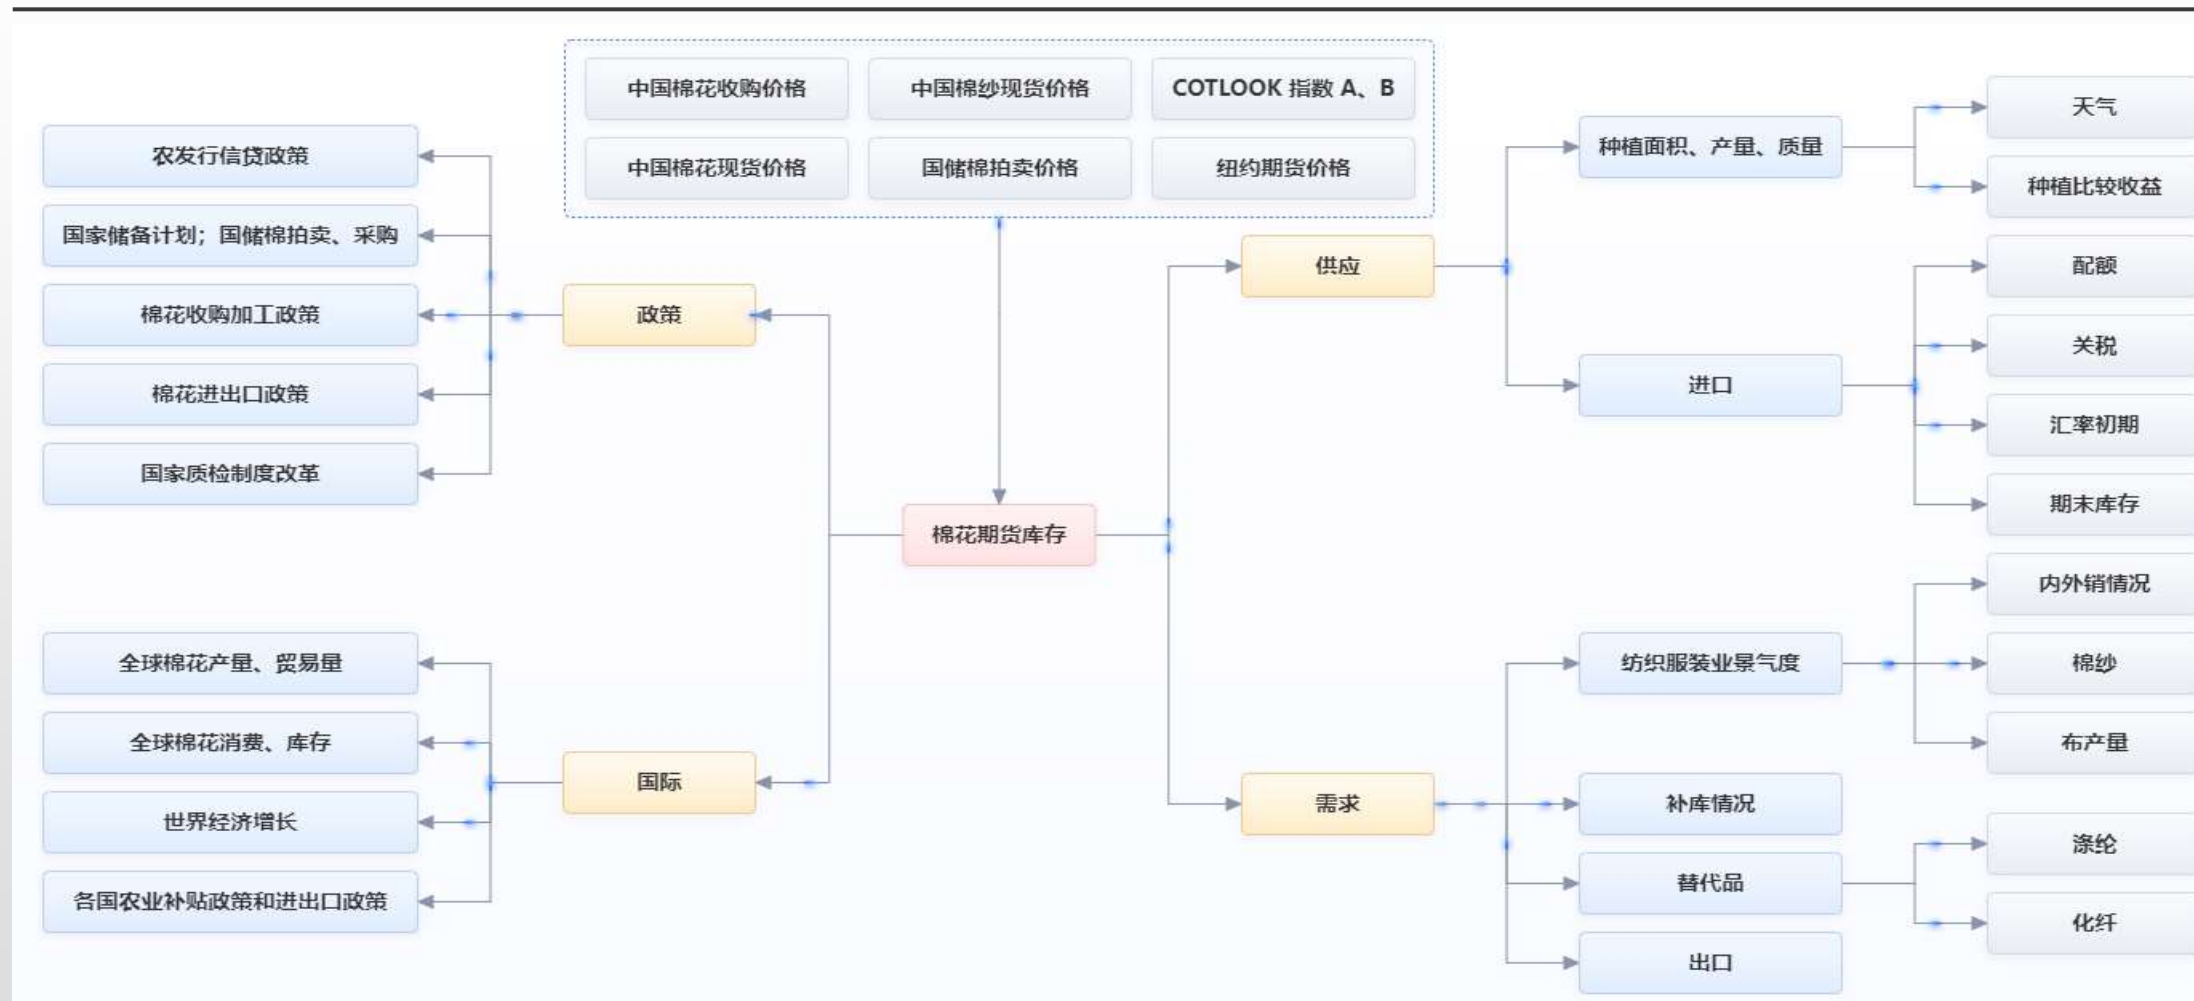 中国棉花收购价格
中国棉纱现货价格
COTLOOK 指数 A、B
中国棉花现货价格
国储棉拍卖价格
纽约期货价格
农发行信贷政策
国家储备计划；国储棉拍卖、采购
棉花收购加工政策
棉花进出口政策
国家质检制度改革
政策
全球棉花产量、贸易量
全球棉花消费、库存
世界经济增长
各国农业补贴政策和进出口政策
国际
棉花期货库存
供应
种植面积、产量、质量
天气
种植比较收益
进口
配额
关税
汇率初期
期末库存
需求
纺织服装业景气度
内外销情况
棉纱
布产量
补库情况
替代品
涤纶
化纤
出口